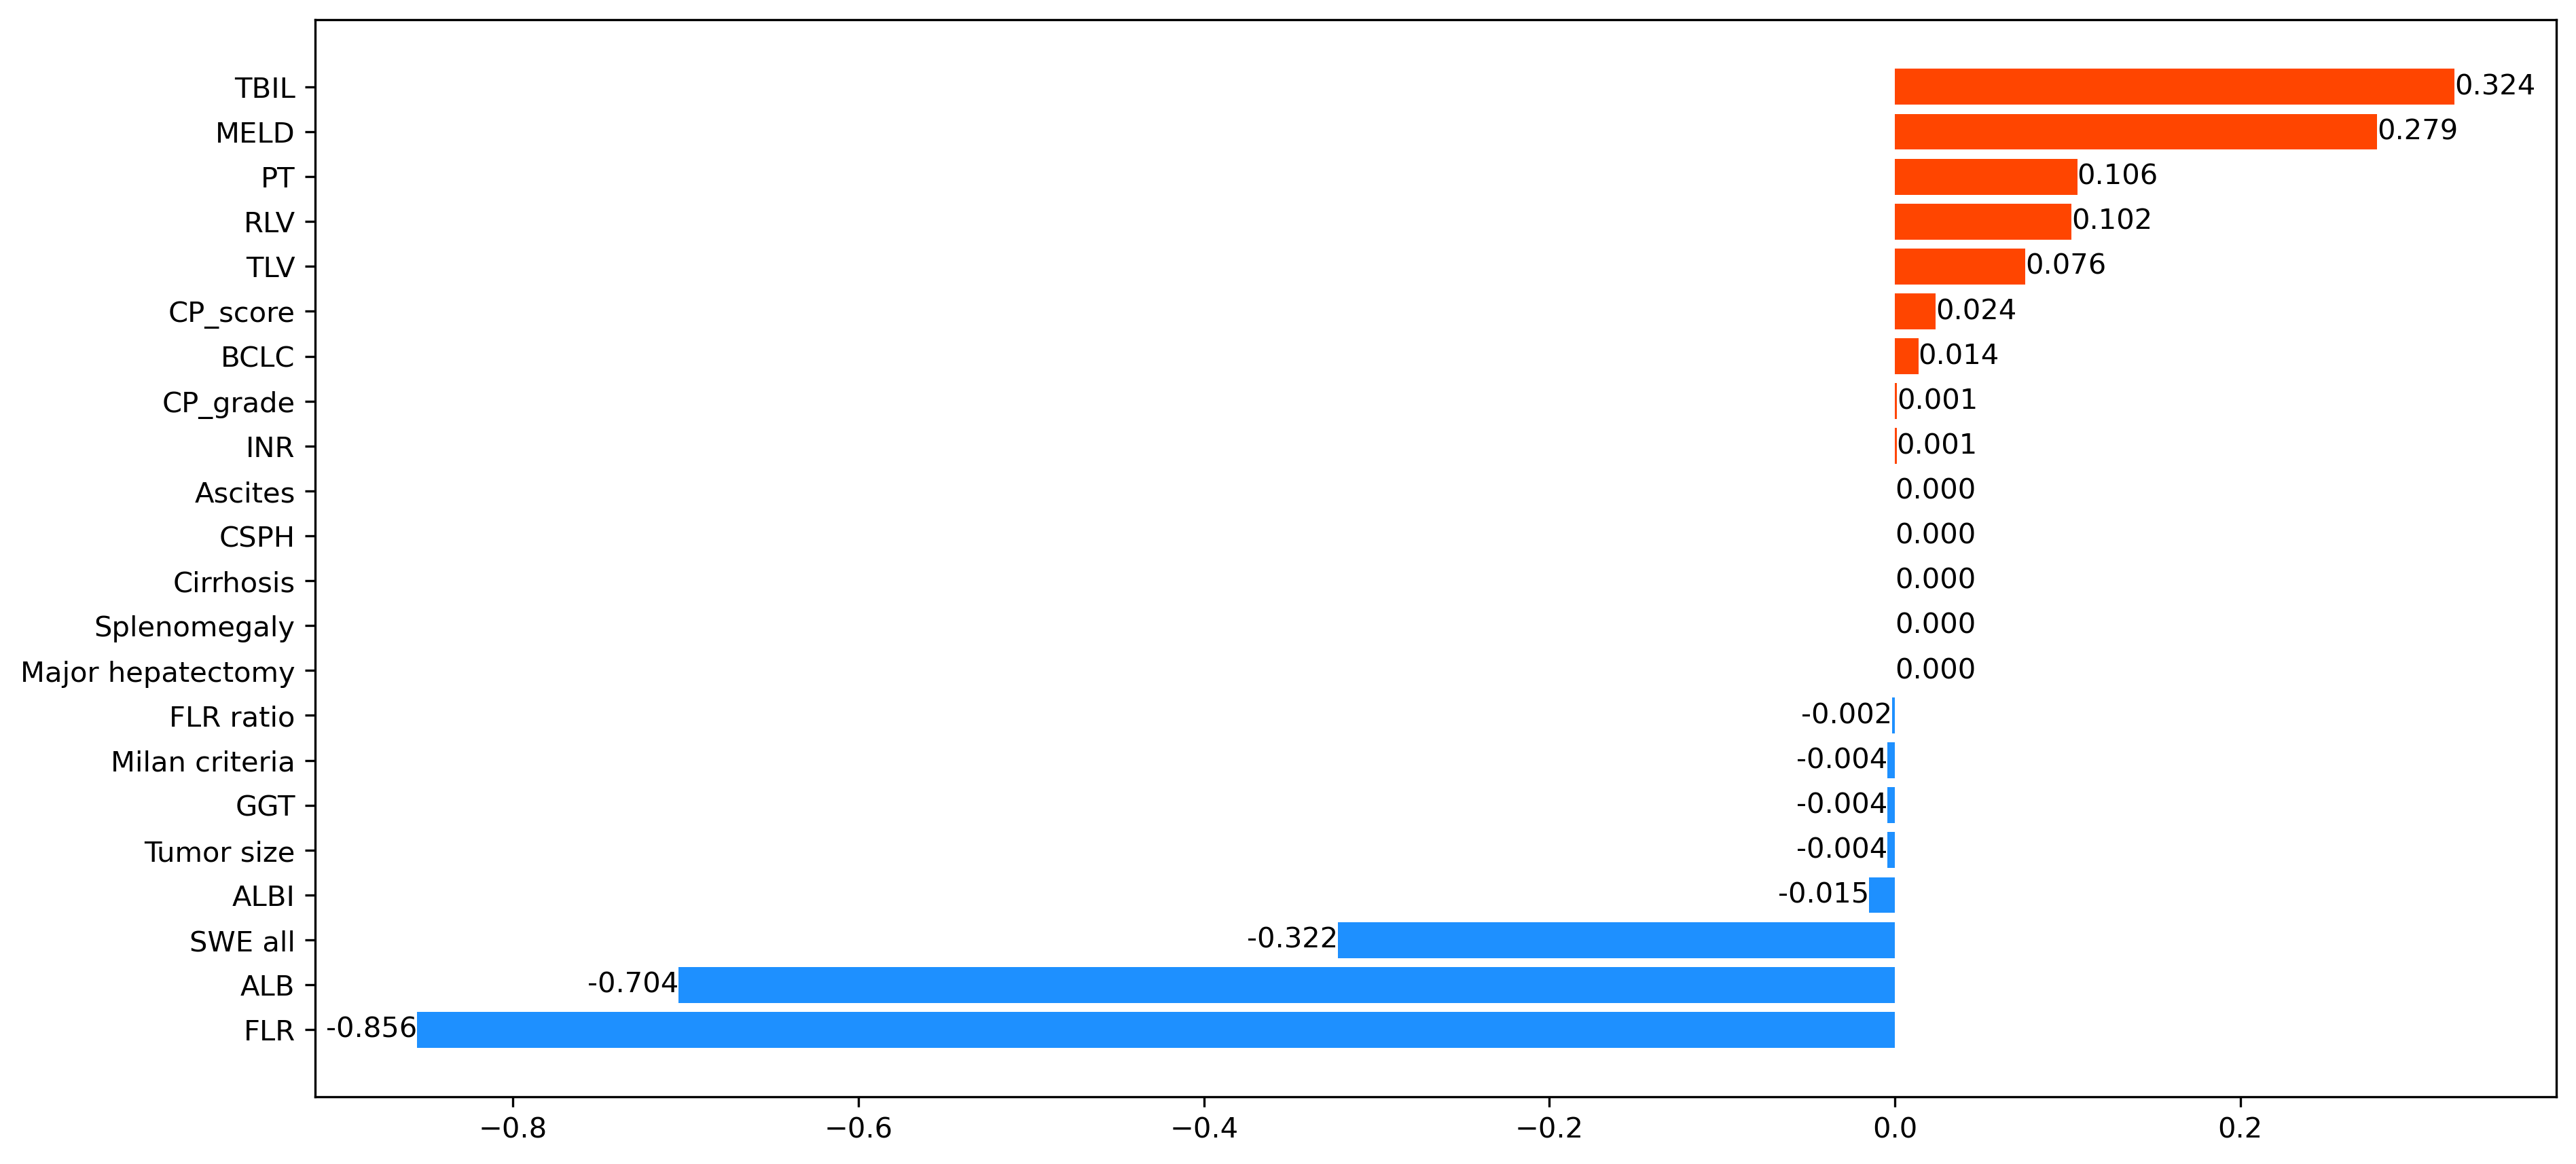 TBIL 0.324
MELD 0.279
PT 0.106
RLV 0.102
TLV 0.076
CP_score 0.024
BCLC 0.014
CP_grade 0.001
INR 0.001
Ascites 0.000
CSPH 0.000
Cirrhosis 0.000
Splenomegaly 0.000
Major hepatectomy 0.000
FLR ratio -0.002
Milan criteria -0.004
GGT -0.004
Tumor size -0.004
ALBI -0.015
SWE all -0.322
ALB -0.704
FLR -0.856
−0.8 −0.6 −0.4 −0.2 0.0 0.2